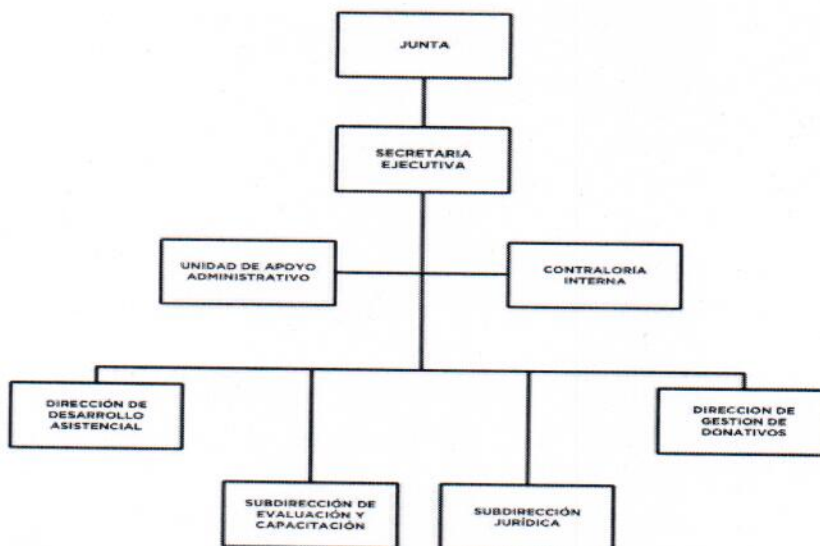 JUNTA
SECRETARIA
EJECUTIVA
UNIDAD DE APOYO
ADMINISTRATIVO
CONTRALORÍA
INTERNA
DIRECCIÓN DE
DESARROLLO
ASISTENCIAL
DIRECCION DE
GESTION DE
DONATIVOS
SUBDIRECCIÓN DE
EVALUACIÓN Y
CAPACITACIÓN
SUBDIRECCIÓN
JURÍDICA